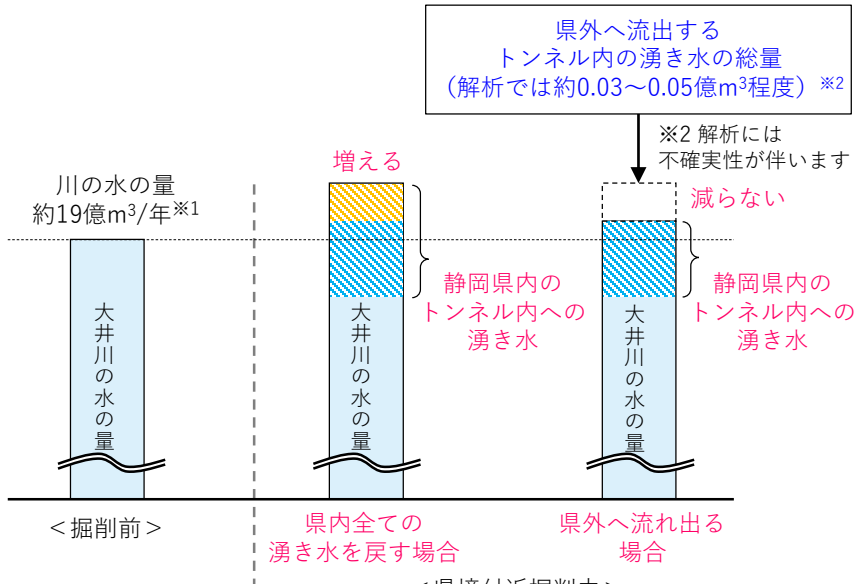 県外へ流出する
トンネル内の湧き水の総量
（解析では約0.03～0.05億m³程度）※2
※2 解析には
不確実性が伴います
増える
減らない
川の水の量
約19億m³/年※1
静岡県内の
トンネル内への
湧き水
静岡県内の
トンネル内への
湧き水
大井川の水の量
大井川の水の量
大井川の水の量
＜掘削前＞
県内全ての
湧き水を戻す場合
県外へ流れ出る
場合